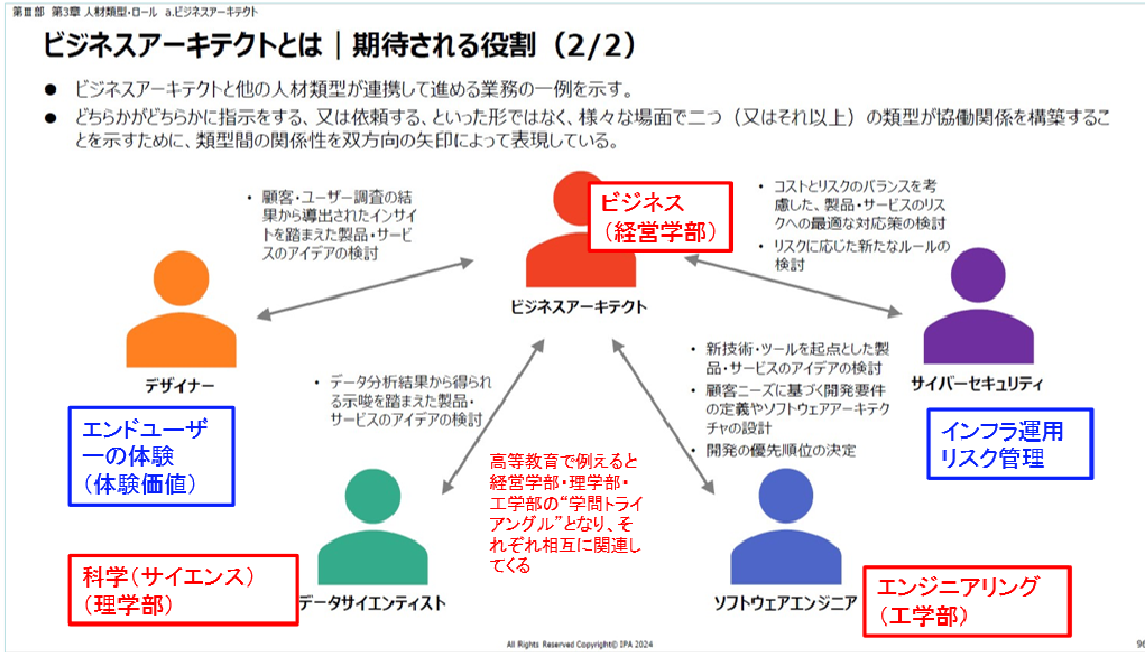 第Ⅲ部 第3章 人材類型・ロール a.ビジネスアーキテクト
ビジネスアーキテクトとは｜期待される役割（2/2）
● ビジネスアーキテクトと他の人材類型が連携して進める業務の一例を示す。
● どちらかがどちらかに指示をする、又は依頼する、といった形ではなく、様々な場面で二つ（又はそれ以上）の類型が協働関係を構築するこ
とを示すために、類型間の関係性を双方向の矢印によって表現している。
• 顧客・ユーザー調査の結
果から導出されたインサイ
トを踏まえた製品・サービ
スのアイデアの検討
ビジネス
（経営学部）
• コストとリスクのバランスを考
慮した、製品・サービスのリス
クへの最適な対応策の検討
• リスクに応じた新たなルールの
検討
ビジネスアーキテクト
デザイナー
サイバーセキュリティ
• データ分析結果から得られ
る示唆を踏まえた製品・
サービスのアイデアの検討
• 新技術・ツールを起点とした製
品・サービスのアイデアの検討
• 顧客ニーズに基づく開発要件
の定義やソフトウェアアーキテク
チャの設計
• 開発の優先順位の決定
エンドユーザ
ーの体験
（体験価値）
インフラ運用
リスク管理
高等教育で例えると
経営学部・理学部・
工学部の“学問トライ
アングル”となり、そ
れぞれ相互に関連し
てくる
科学（サイエンス）
（理学部）
データサイエンティスト
ソフトウェアエンジニア
エンジニアリング
（工学部）
All Rights Reserved Copyright© IPA 2024
96